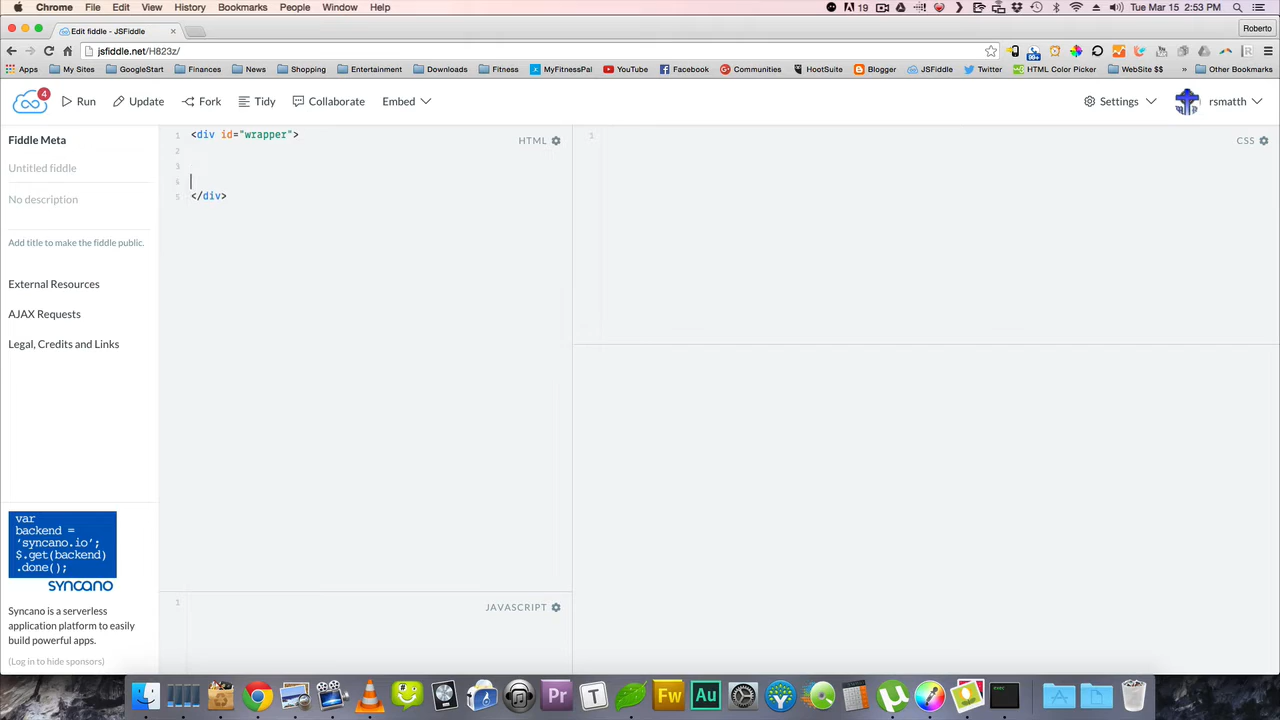 Chrome File Edit View History Bookmarks People Window Help 19 Tue Mar 15 2:53 PM
Edit fiddle - JSFiddle Roberto
jsfiddle.net/H823z/
Apps My Sites GoogleStart Finances News Shopping Entertainment Downloads Fitness MyFitnessPal YouTube Facebook Communities HootSuite Blogger JSFiddle Twitter HTML Color Picker WebSite $$ » Other Bookmarks
4 Run Update Fork Tidy Collaborate Embed Settings rsmatth
Fiddle Meta
Untitled fiddle
No description
Add title to make the fiddle public.
External Resources
AJAX Requests
Legal, Credits and Links
var
backend =
‘syncano.io’;
$.get(backend)
.done();
syncano
Syncano is a serverless
application platform to easily
build powerful apps.
(Log in to hide sponsors)
1 <div id="wrapper">
2
3
4
5 </div>
HTML
1
CSS
1
JAVASCRIPT
Pr T Fw Au